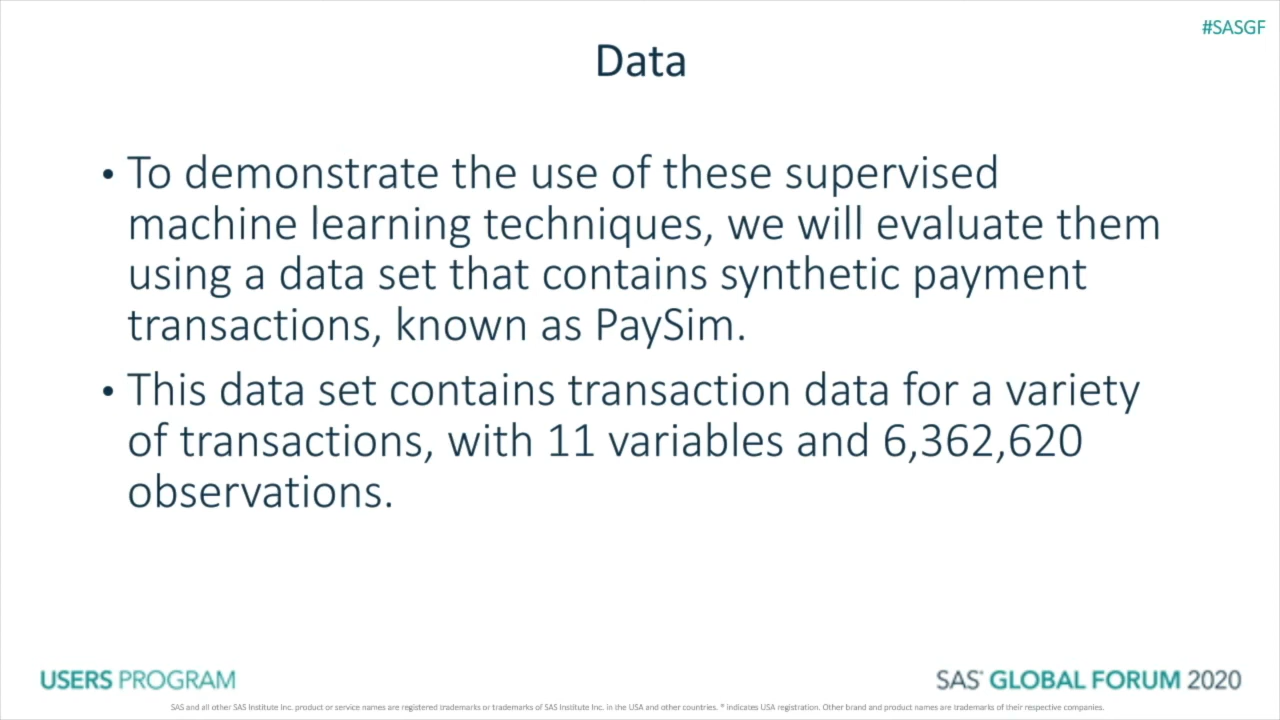 #SASGF
Data
• To demonstrate the use of these supervised
machine learning techniques, we will evaluate them
using a data set that contains synthetic payment
transactions, known as PaySim.
• This data set contains transaction data for a variety
of transactions, with 11 variables and 6,362,620
observations.
USERS PROGRAM
SAS® GLOBAL FORUM 2020
SAS and all other SAS Institute Inc. product or service names are registered trademarks or trademarks of SAS Institute Inc. in the USA and other countries. ® indicates USA registration. Other brand and product names are trademarks of their respective companies.